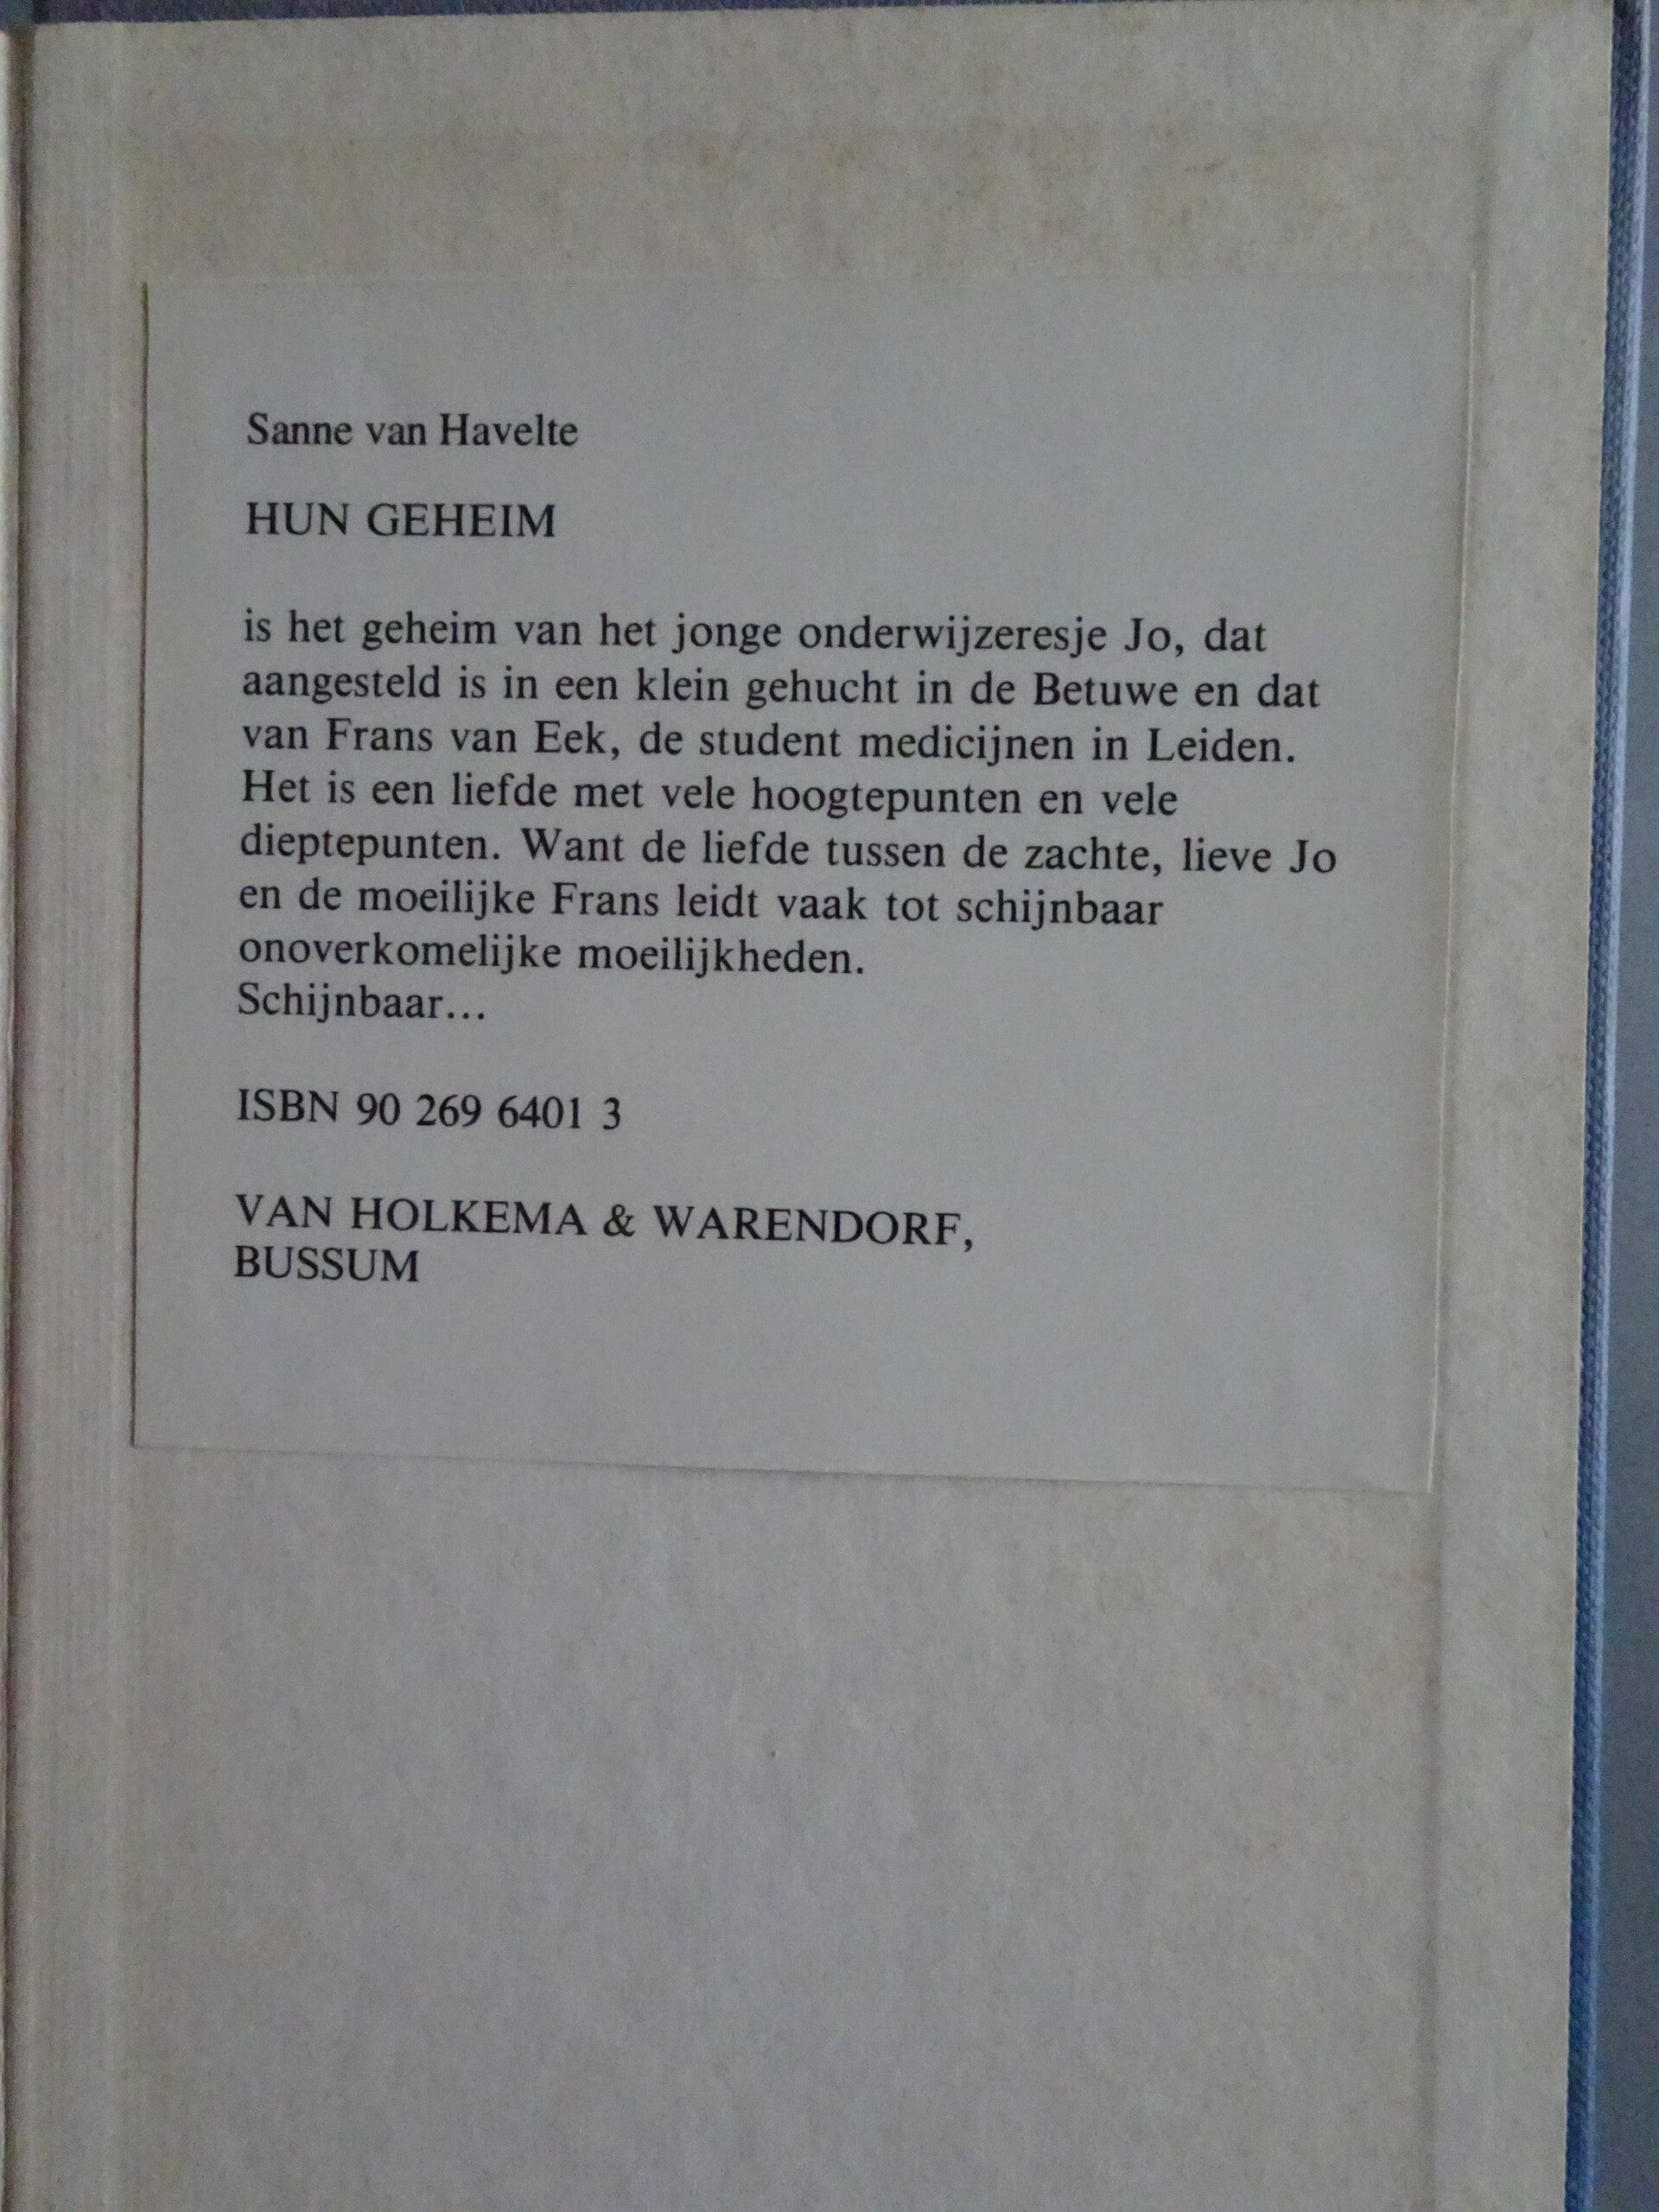 Sanne van Havelte
HUN GEHEIM
is het geheim van het jonge onderwijzeresje Jo, dat
aangesteld is in een klein gehucht in de Betuwe en dat
van Frans van Eek, de student medicijnen in Leiden.
Het is een liefde met vele hoogtepunten en vele
dieptepunten. Want de liefde tussen de zachte, lieve Jo
en de moeilijke Frans leidt vaak tot schijnbaar
onoverkomelijke moeilijkheden.
Schijnbaar...
ISBN 90 269 6401 3
VAN HOLKEMA & WARENDORF,
BUSSUM